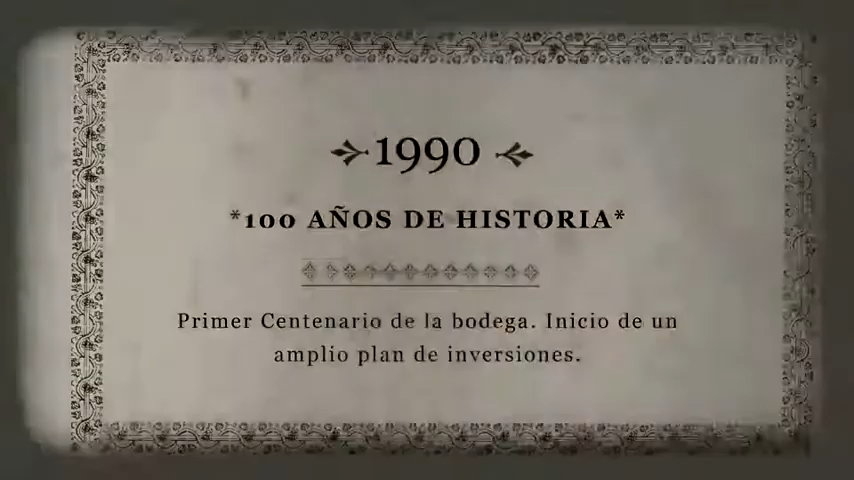 1990
*100 AÑOS DE HISTORIA*
Primer Centenario de la bodega. Inicio de un
amplio plan de inversiones.